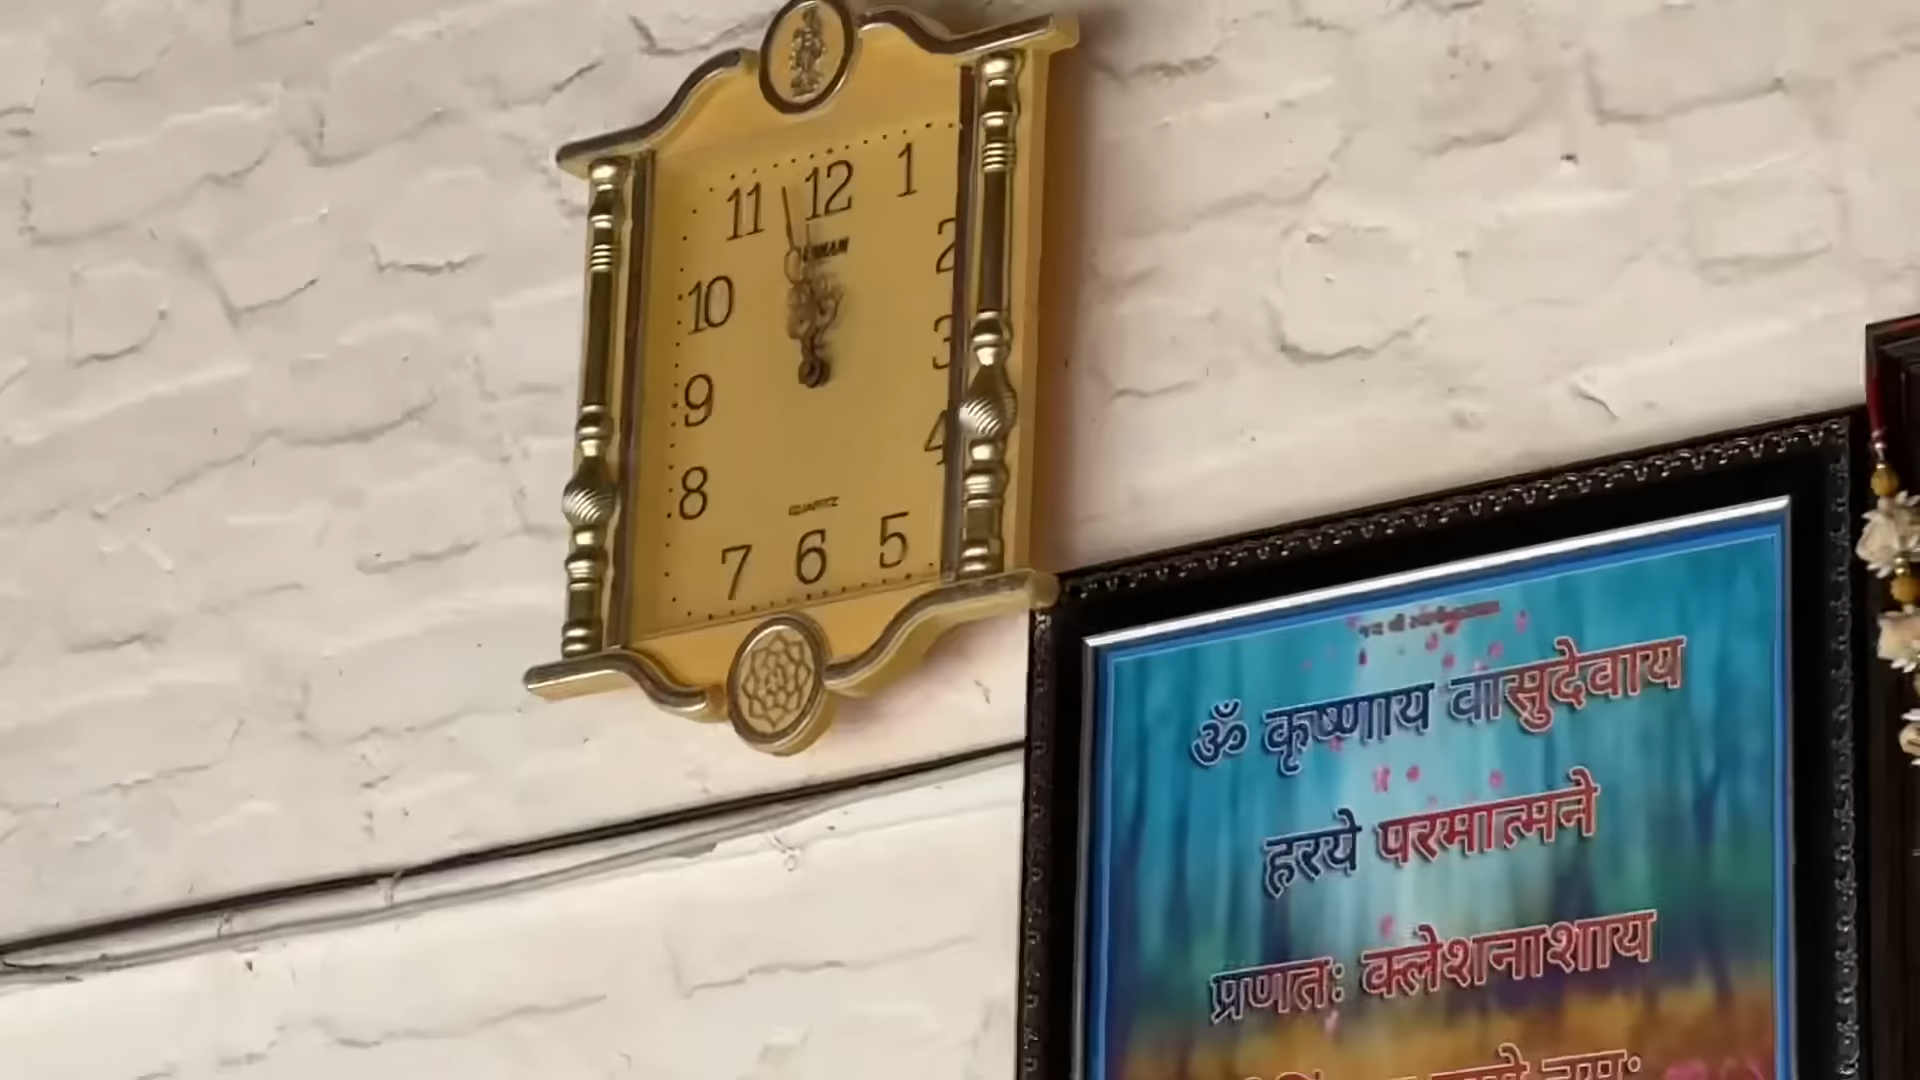 11 12 1
10 2
9 3
8 4
7 6 5
QUARTZ
ॐ कृष्णाय वासुदेवाय
हरये परमात्मने
प्रणतः क्लेशनाशाय